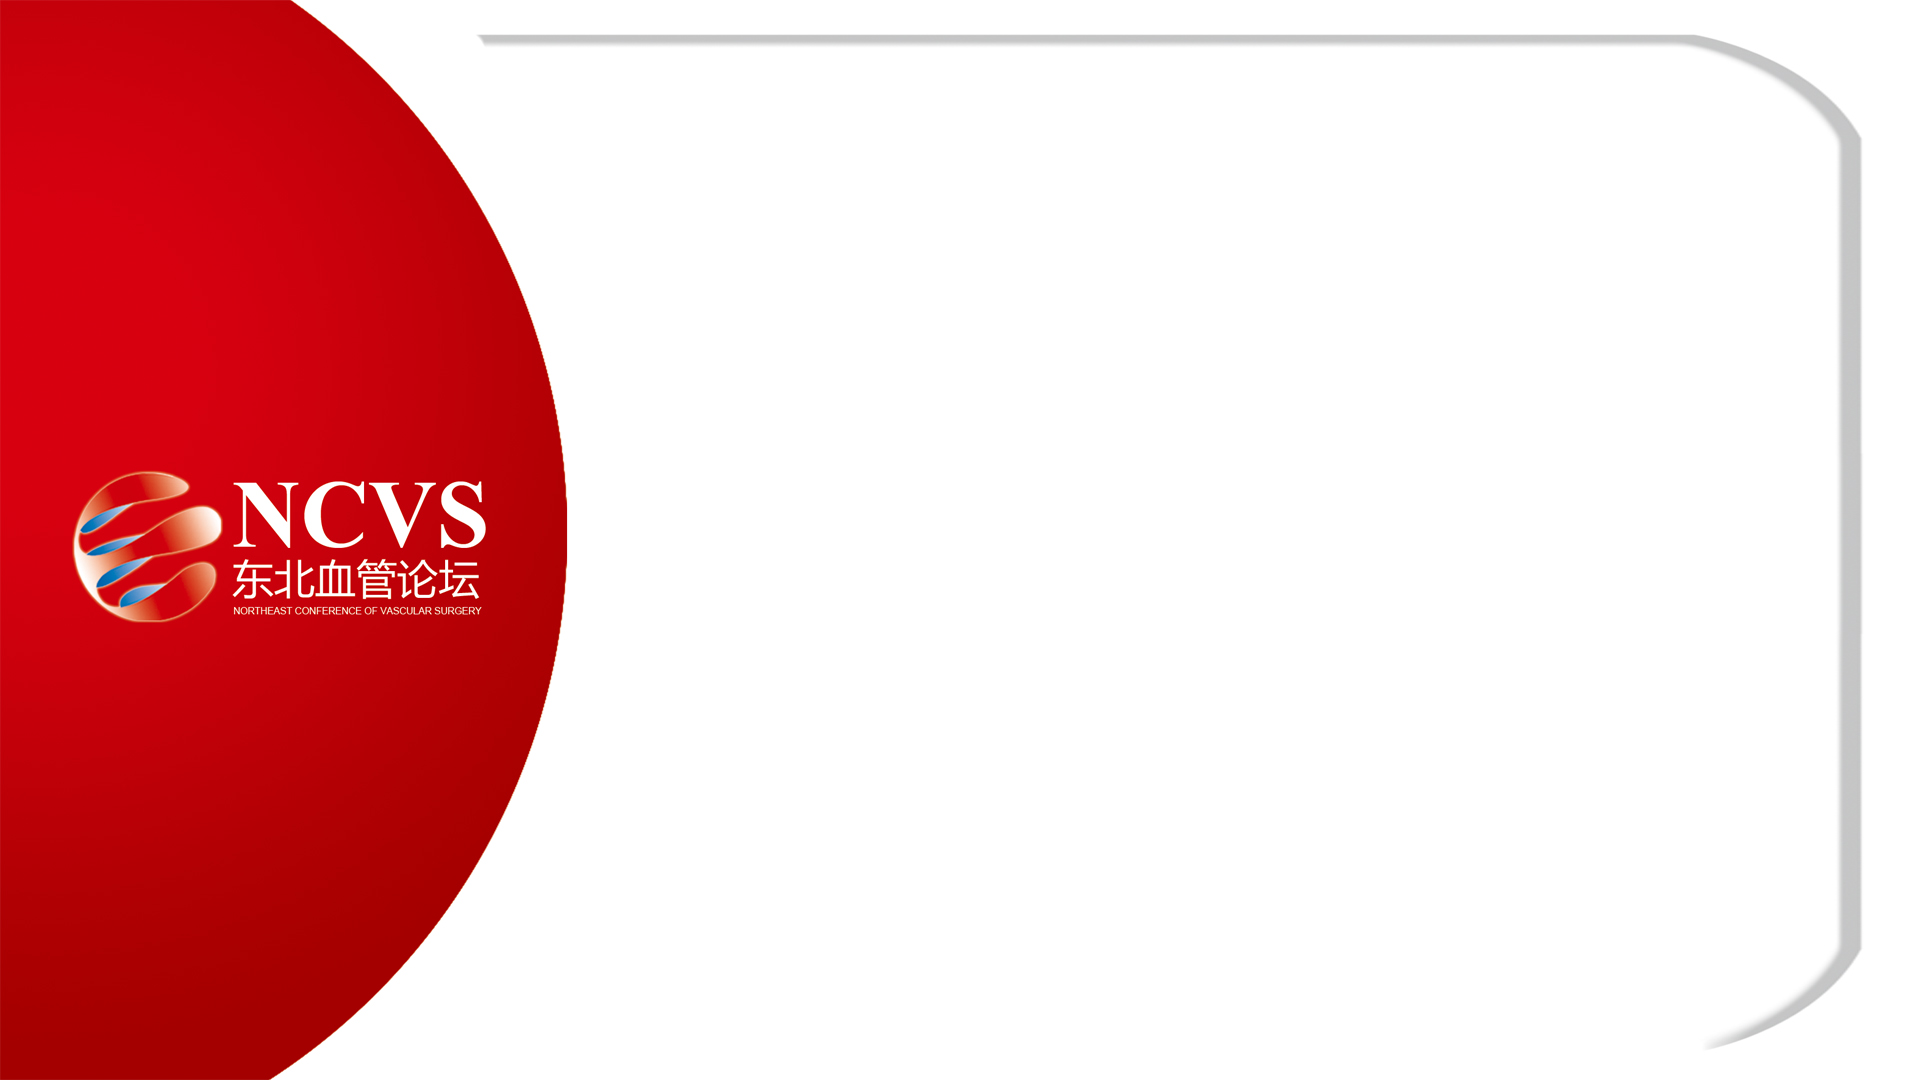 NCVS
东北血管论坛
NORTHEAST CONFERENCE OF VASCULAR SURGERY